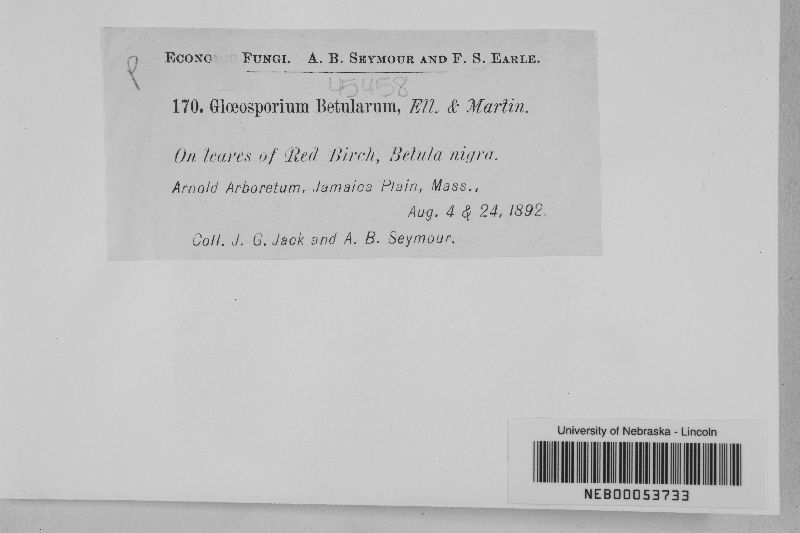 P
ECONO FUNGI. A. B. SEYMOUR AND F. S. EARLE.
45458
170. Glœosporium Betularum, Ell. & Martin.
On leaves of Red Birch, Betula nigra.
Arnold Arboretum, Jamaica Plain, Mass.,
Aug. 4 & 24, 1892.
Coll. J. G. Jack and A. B. Seymour.
University of Nebraska - Lincoln
NEB00053733